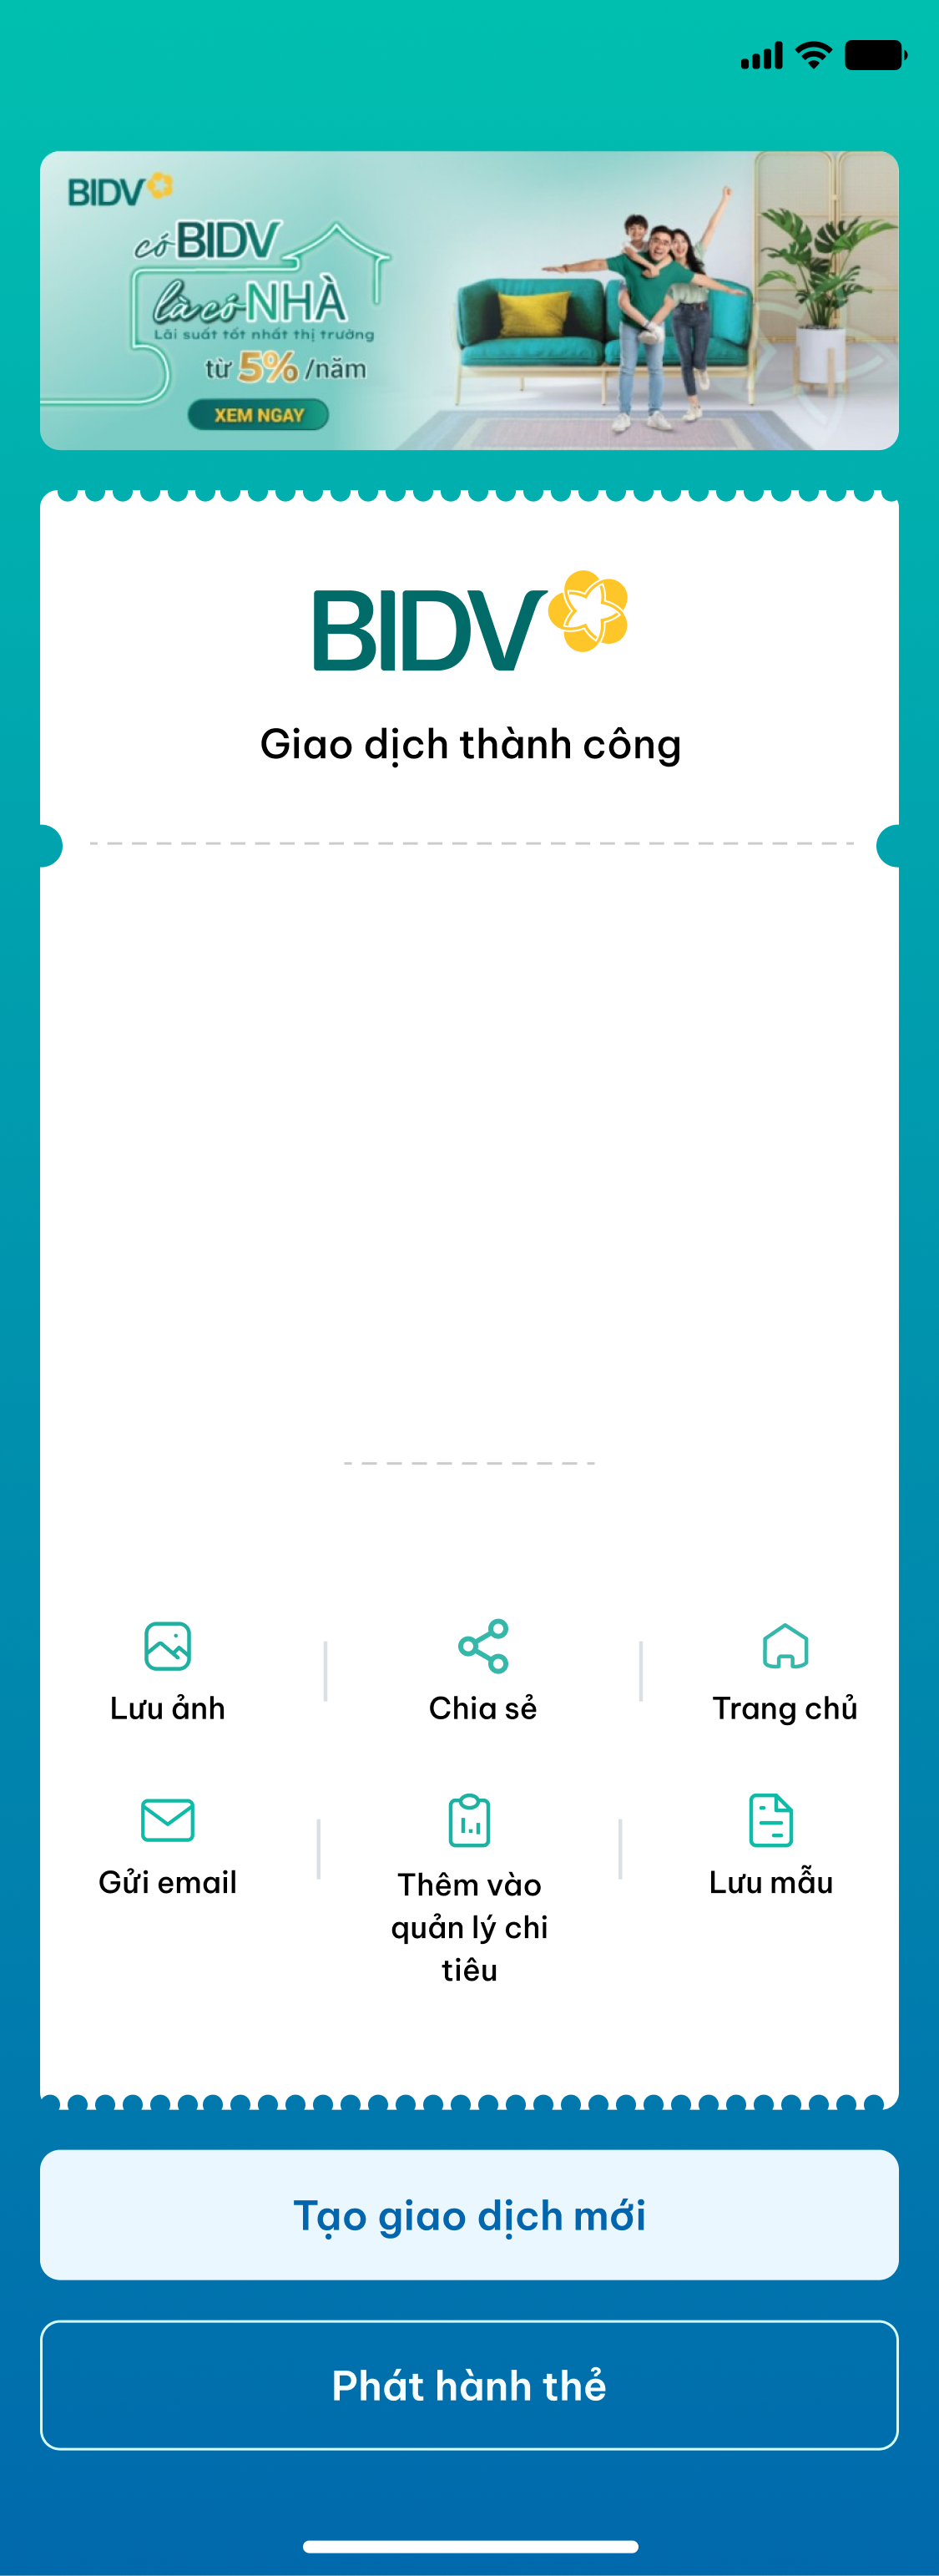 BIDV
có BIDV
là có NHÀ
Lãi suất tốt nhất thị trường
từ 5% /năm
XEM NGAY
BIDV
Giao dịch thành công
Lưu ảnh
Chia sẻ
Trang chủ
Gửi email
Thêm vào
quản lý chi
tiêu
Lưu mẫu
Tạo giao dịch mới
Phát hành thẻ